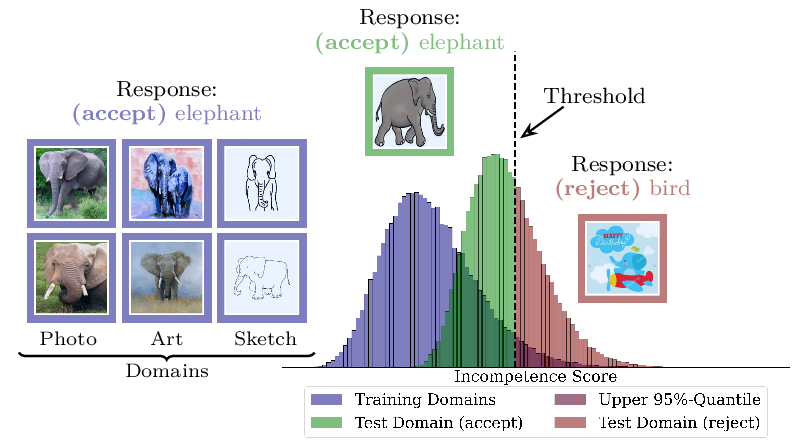 Response:
(accept) elephant
Response:
(accept) elephant
Threshold
Response:
(reject) bird
HAPPY
Birthday!
Photo
Art
Sketch
Domains
Incompetence Score
Training Domains
Test Domain (accept)
Upper 95%-Quantile
Test Domain (reject)